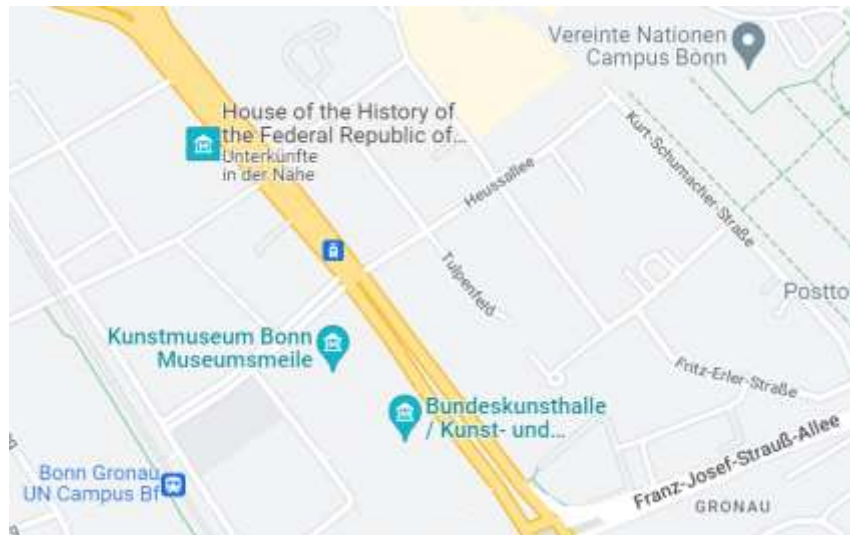 Vereinte Nationen
Campus Bonn
House of the History of
the Federal Republic of...
Unterkünfte
in der Nähe
Kurt-Schumacher-Straße
Heussallee
Tulpenfeld
Postto
Kunstmuseum Bonn
Museumsmeile
Fritz-Erler-Straße
Bundeskunsthalle
/ Kunst- und...
Franz-Josef-Strauß-Allee
Bonn Gronau
UN Campus Bf
GRONAU